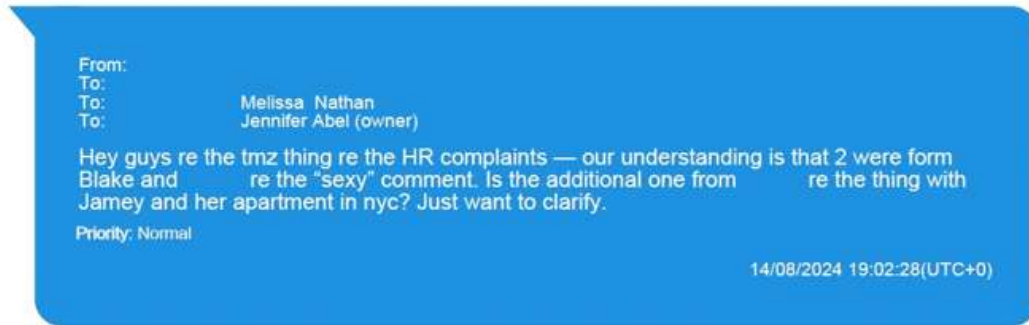 From:
To:
To: Melissa Nathan
To: Jennifer Abel (owner)
Hey guys re the tmz thing re the HR complaints — our understanding is that 2 were form
Blake and re the “sexy” comment. Is the additional one from re the thing with
Jamey and her apartment in nyc? Just want to clarify.
Priority: Normal
14/08/2024 19:02:28(UTC+0)